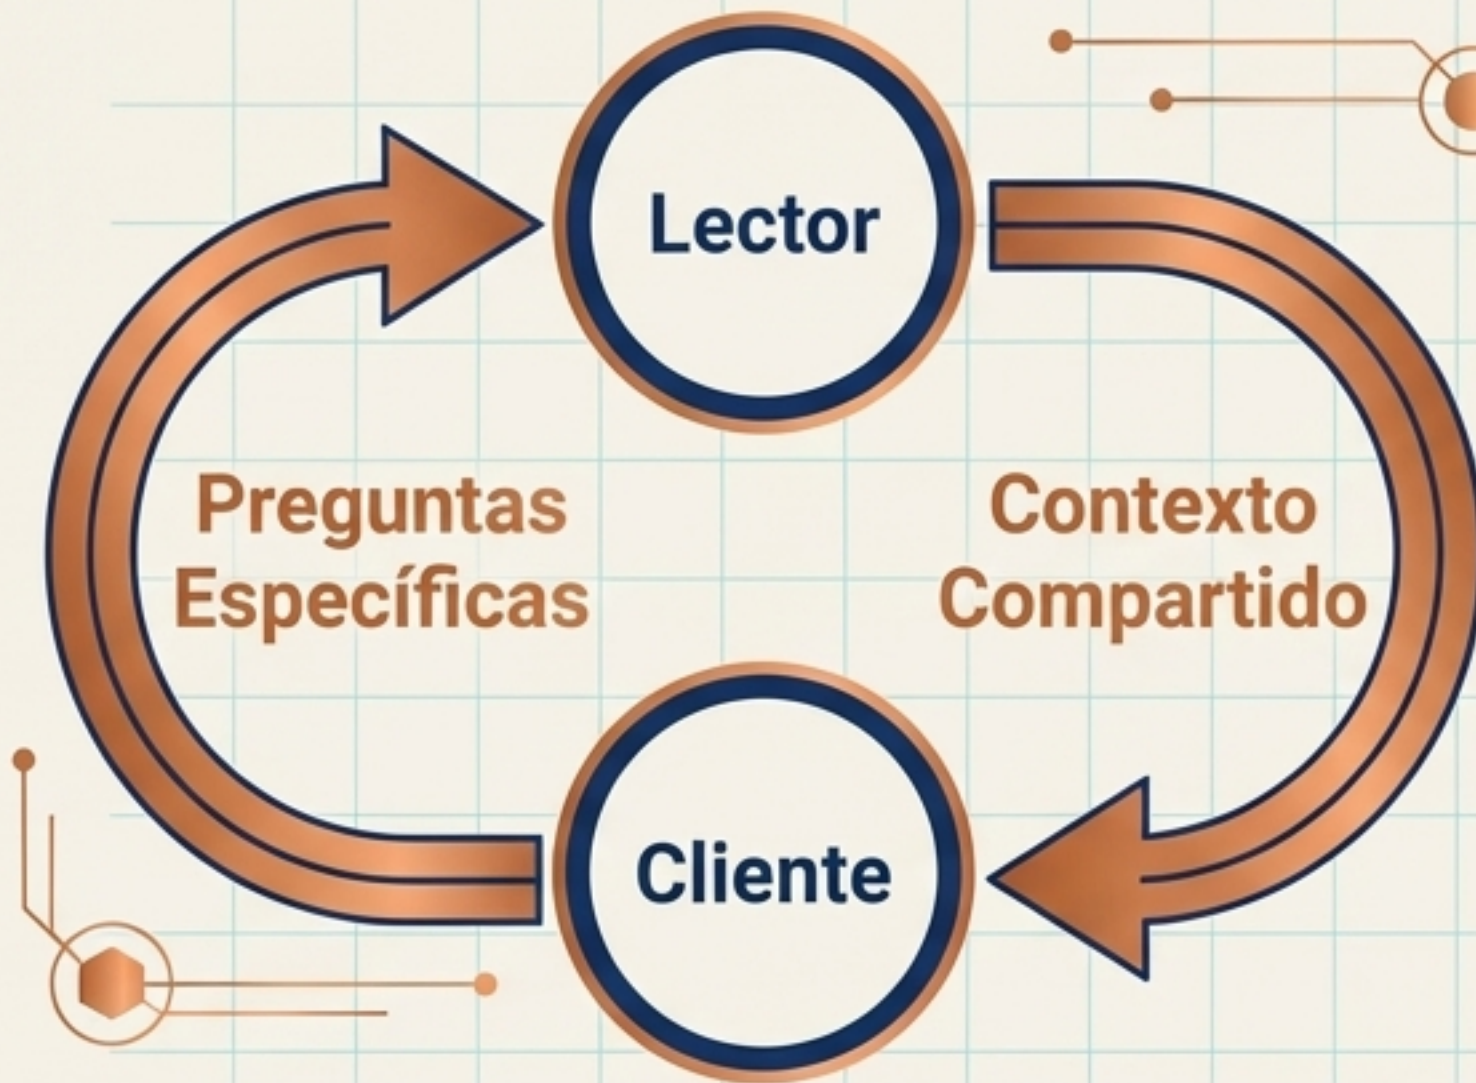 Lector
Preguntas
Específicas
Contexto
Compartido
Cliente